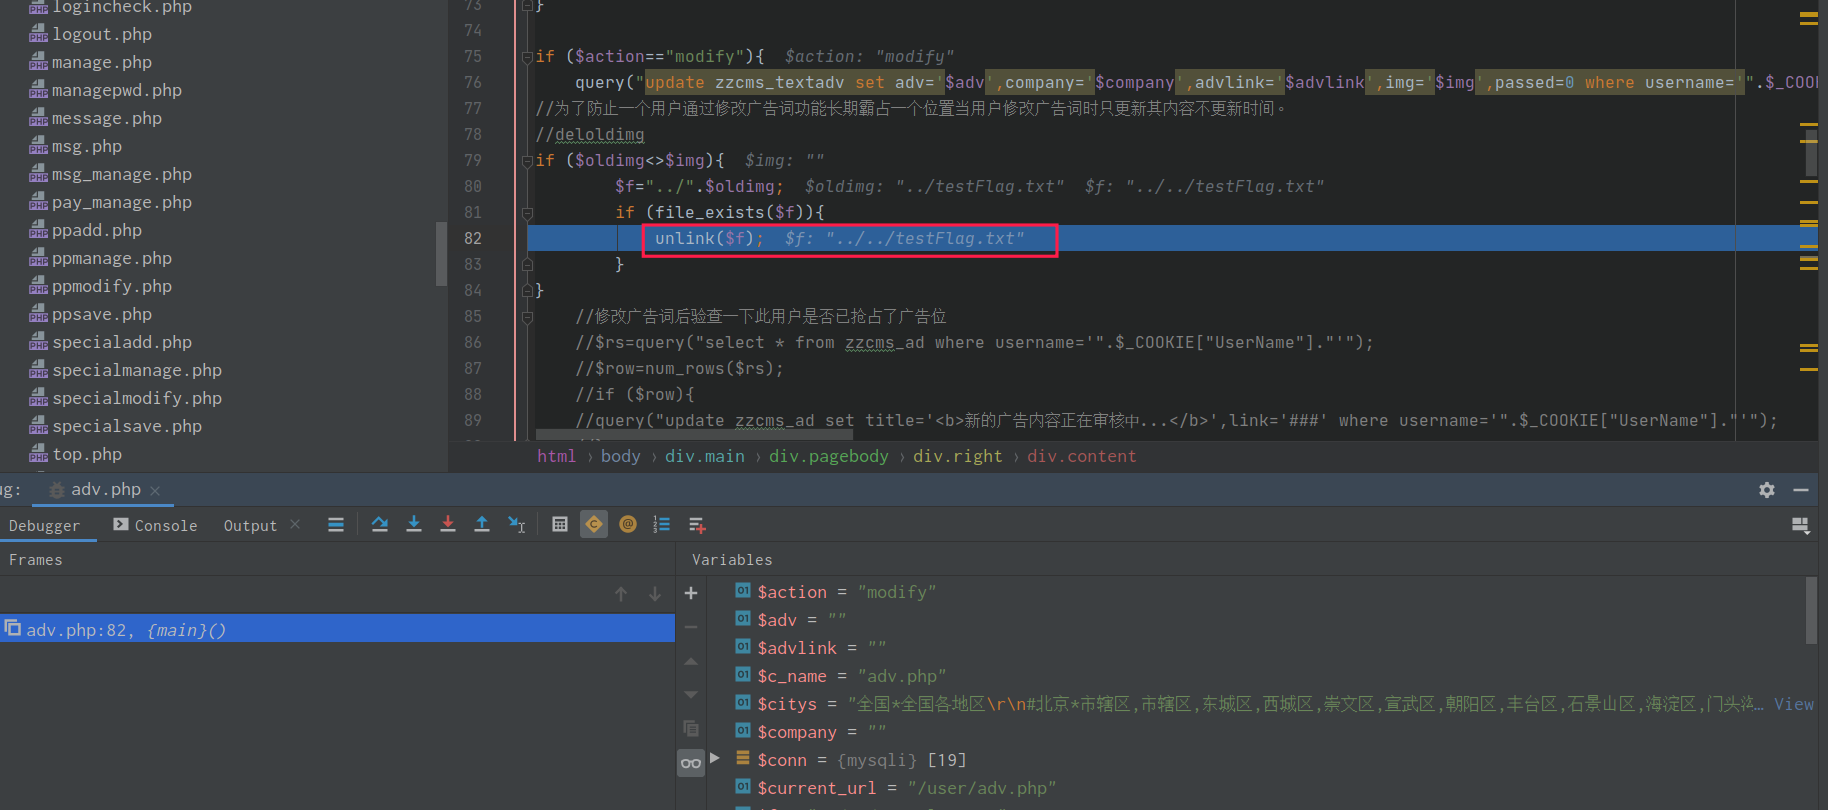 logincheck.php
logout.php
manage.php
managepwd.php
message.php
msg.php
msg_manage.php
pay_manage.php
ppadd.php
ppmanage.php
ppmodify.php
ppsave.php
specialadd.php
specialmanage.php
specialmodify.php
specialsave.php
top.php
73 }
74
75 if ($action=="modify"){ $action: "modify"
76 query("update zzcms_textadv set adv='$adv',company='$company',advlink='$advlink',img='$img',passed=0 where username='".$_COO
77 //为了防止一个用户通过修改广告词功能长期霸占一个位置当用户修改广告词时只更新其内容不更新时间。
78 //deloldimg
79 if ($oldimg<>$img){ $img: ""
80 $f="../".$oldimg; $oldimg: "../testFlag.txt" $f: "../../testFlag.txt"
81 if (file_exists($f)){
82 unlink($f); $f: "../../testFlag.txt"
83 }
84 }
85 //修改广告词后验查一下此用户是否已抢占了广告位
86 //$rs=query("select * from zzcms_ad where username='".$_COOKIE["UserName"]."'");
87 //$row=num_rows($rs);
88 //if ($row){
89 //query("update zzcms_ad set title='<b>新的广告内容正在审核中...</b>',link='###' where username='".$_COOKIE["UserName"]."'");
html › body › div.main › div.pagebody › div.right › div.content
ug: adv.php ×
Debugger Console Output ×
Frames
adv.php:82, {main}()
Variables
$action = "modify"
$adv = ""
$advlink = ""
$c_name = "adv.php"
$citys = "全国*全国各地区\r\n#北京*市辖区,市辖区,东城区,西城区,崇文区,宣武区,朝阳区,丰台区,石景山区,海淀区,门头沟... View
$company = ""
$conn = {mysqli} [19]
$current_url = "/user/adv.php"